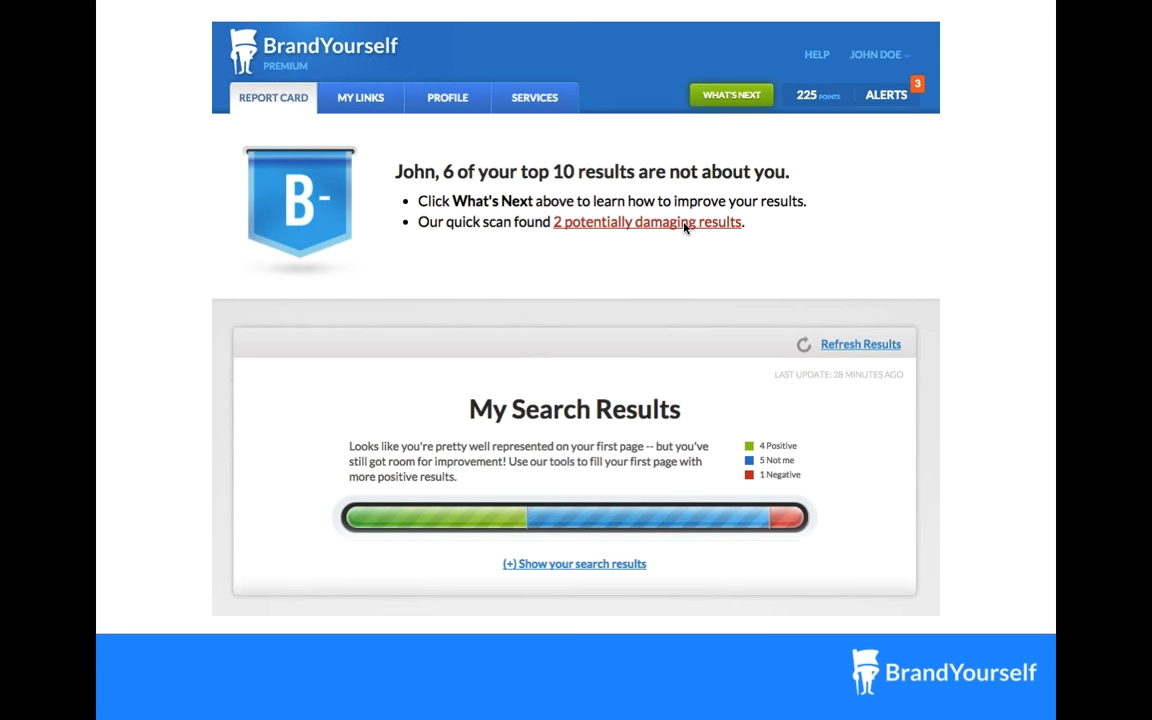 BrandYourself
PREMIUM
HELP
JOHN DOE
REPORT CARD
MY LINKS
PROFILE
SERVICES
WHAT'S NEXT
225 POINTS
ALERTS
3
B-
John, 6 of your top 10 results are not about you.
• Click What's Next above to learn how to improve your results.
• Our quick scan found 2 potentially damaging results.
Refresh Results
LAST UPDATE: 28 MINUTES AGO
My Search Results
Looks like you're pretty well represented on your first page -- but you've
still got room for improvement! Use our tools to fill your first page with
more positive results.
4 Positive
5 Not me
1 Negative
(+) Show your search results
BrandYourself